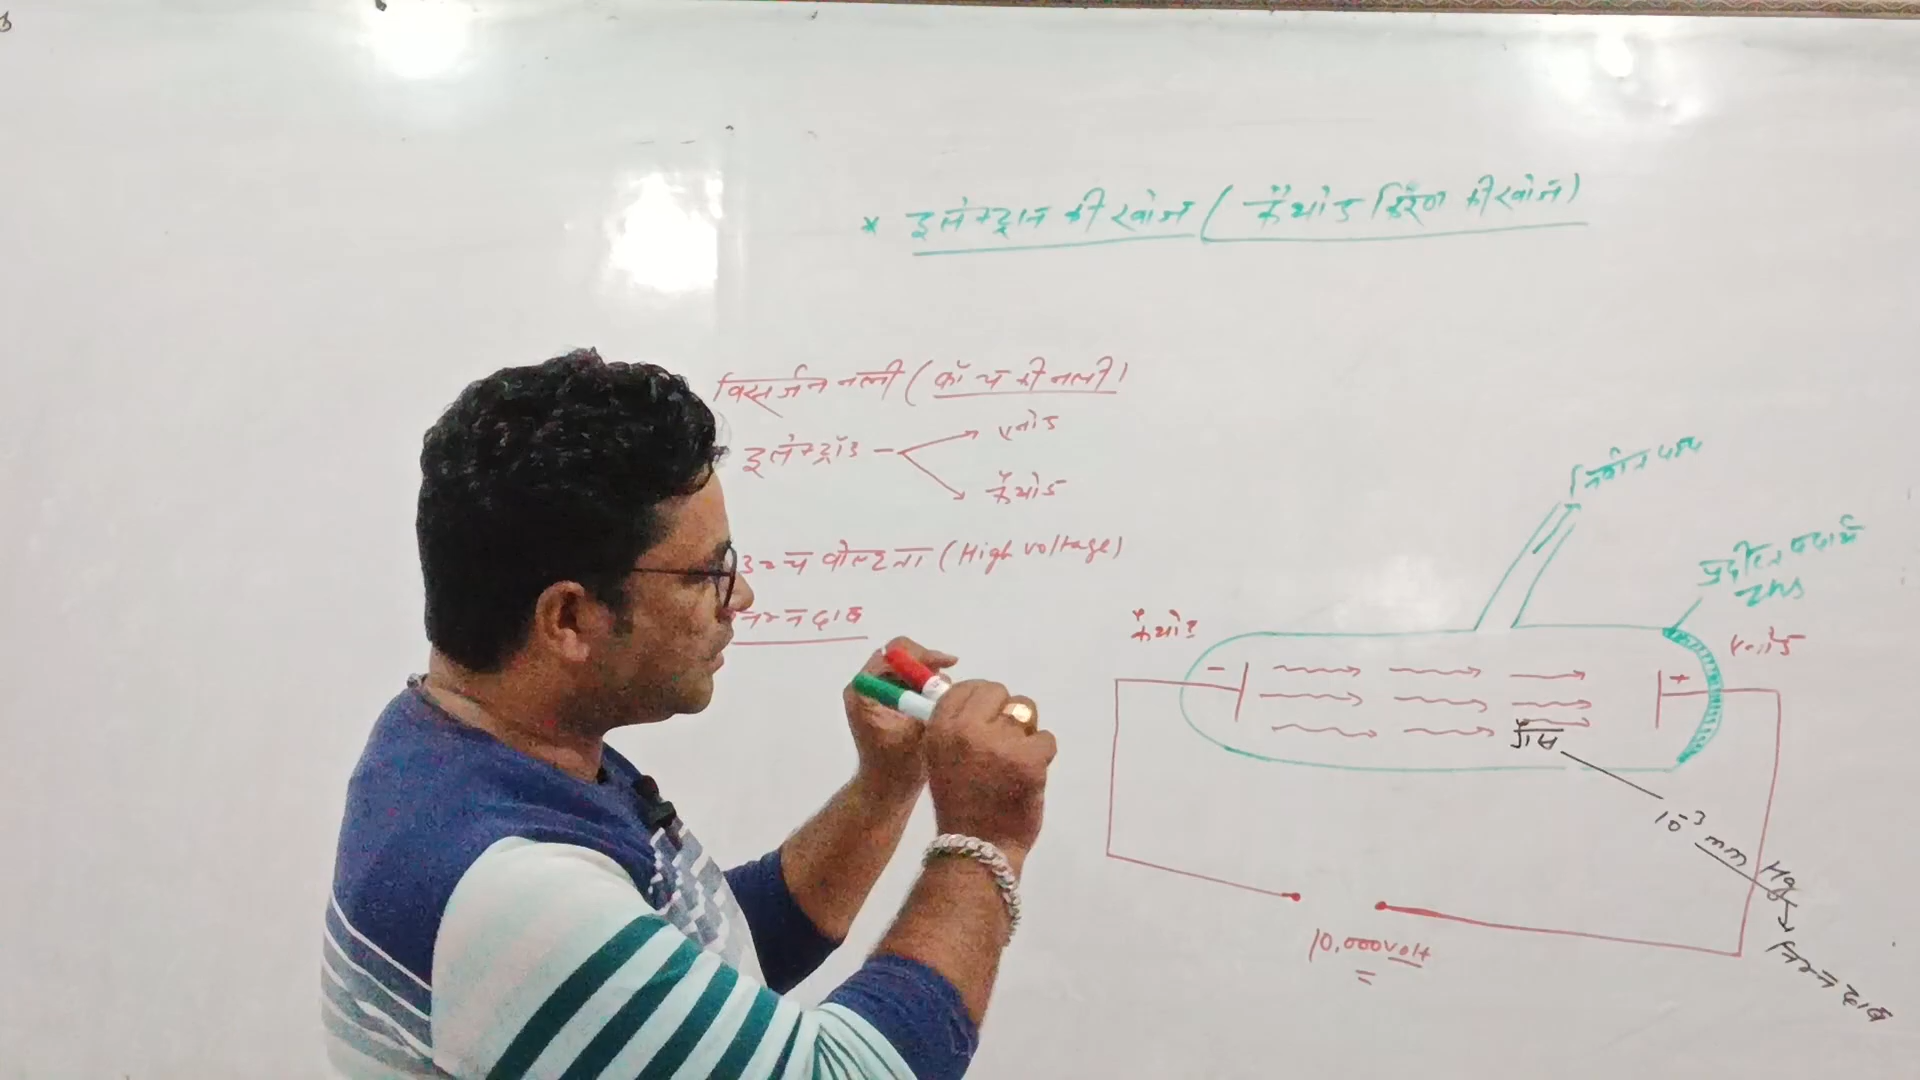 * इलेक्ट्रान की खोज ( कैथोड किरण की खोज )
विसर्जन नली ( काँच की नली )
इलेक्ट्रॉड
एनोड
कैथोड
उच्च वोल्टता ( High voltage )
निम्न दाब
निर्वात पम्प
प्रदीप्त पदार्थ
ZnS
कैथोड
एनोड
-
+
गैस
10-3 mm Hg
निम्न दाब
10,000 volt